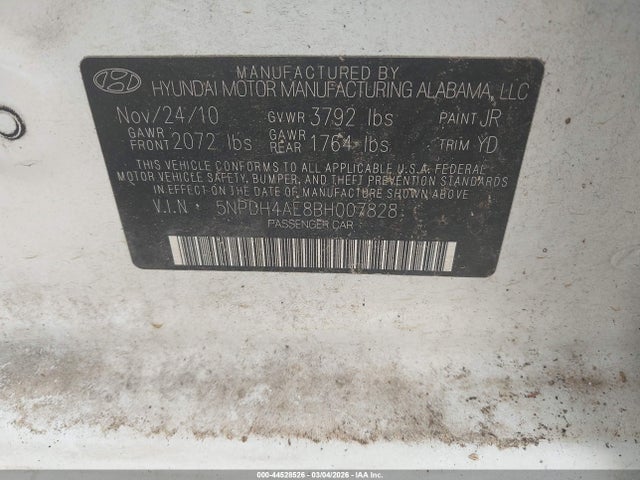 MANUFACTURED BY
HYUNDAI MOTOR MANUFACTURING ALABAMA, LLC
Nov/24/10 GVWR 3792 lbs PAINT JR
GAWR FRONT 2072 lbs GAWR REAR 1764 lbs TRIM YD
THIS VEHICLE CONFORMS TO ALL APPLICABLE U.S.A. FEDERAL
MOTOR VEHICLE SAFETY, BUMPER, AND THEFT PREVENTION STANDARDS
IN EFFECT ON THE DATE OF MANUFACTURE SHOWN ABOVE
V.I.N : 5NPDH4AE8BH007828
PASSENGER CAR
000-44528526 — 03/04/2026 — IAA Inc.